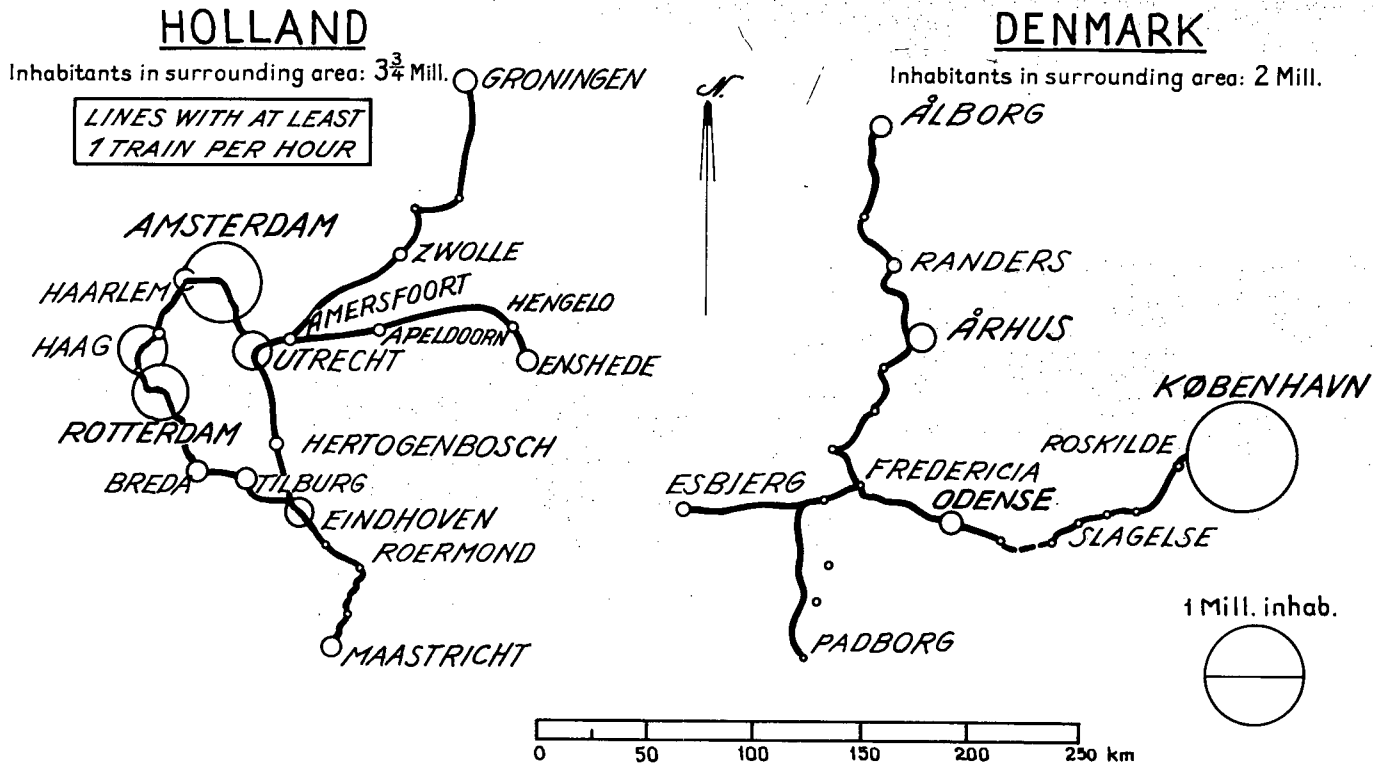 HOLLAND
Inhabitants in surrounding area: 3¾ Mill.
LINES WITH AT LEAST
1 TRAIN PER HOUR
GRONINGEN
AMSTERDAM
ZWOLLE
HAARLEM
AMERSFOORT
HENGELO
HAAG
UTRECHT
APELDOORN
ENSHEDE
ROTTERDAM
HERTOGENBOSCH
BREDA
TILBURG
EINDHOVEN
ROERMOND
MAASTRICHT
N.
DENMARK
Inhabitants in surrounding area: 2 Mill.
ÅLBORG
RANDERS
ÅRHUS
KØBENHAVN
ROSKILDE
ESBJERG
FREDERICIA
ODENSE
SLAGELSE
PADBORG
1 Mill. inhab.
0 50 100 150 200 250 km